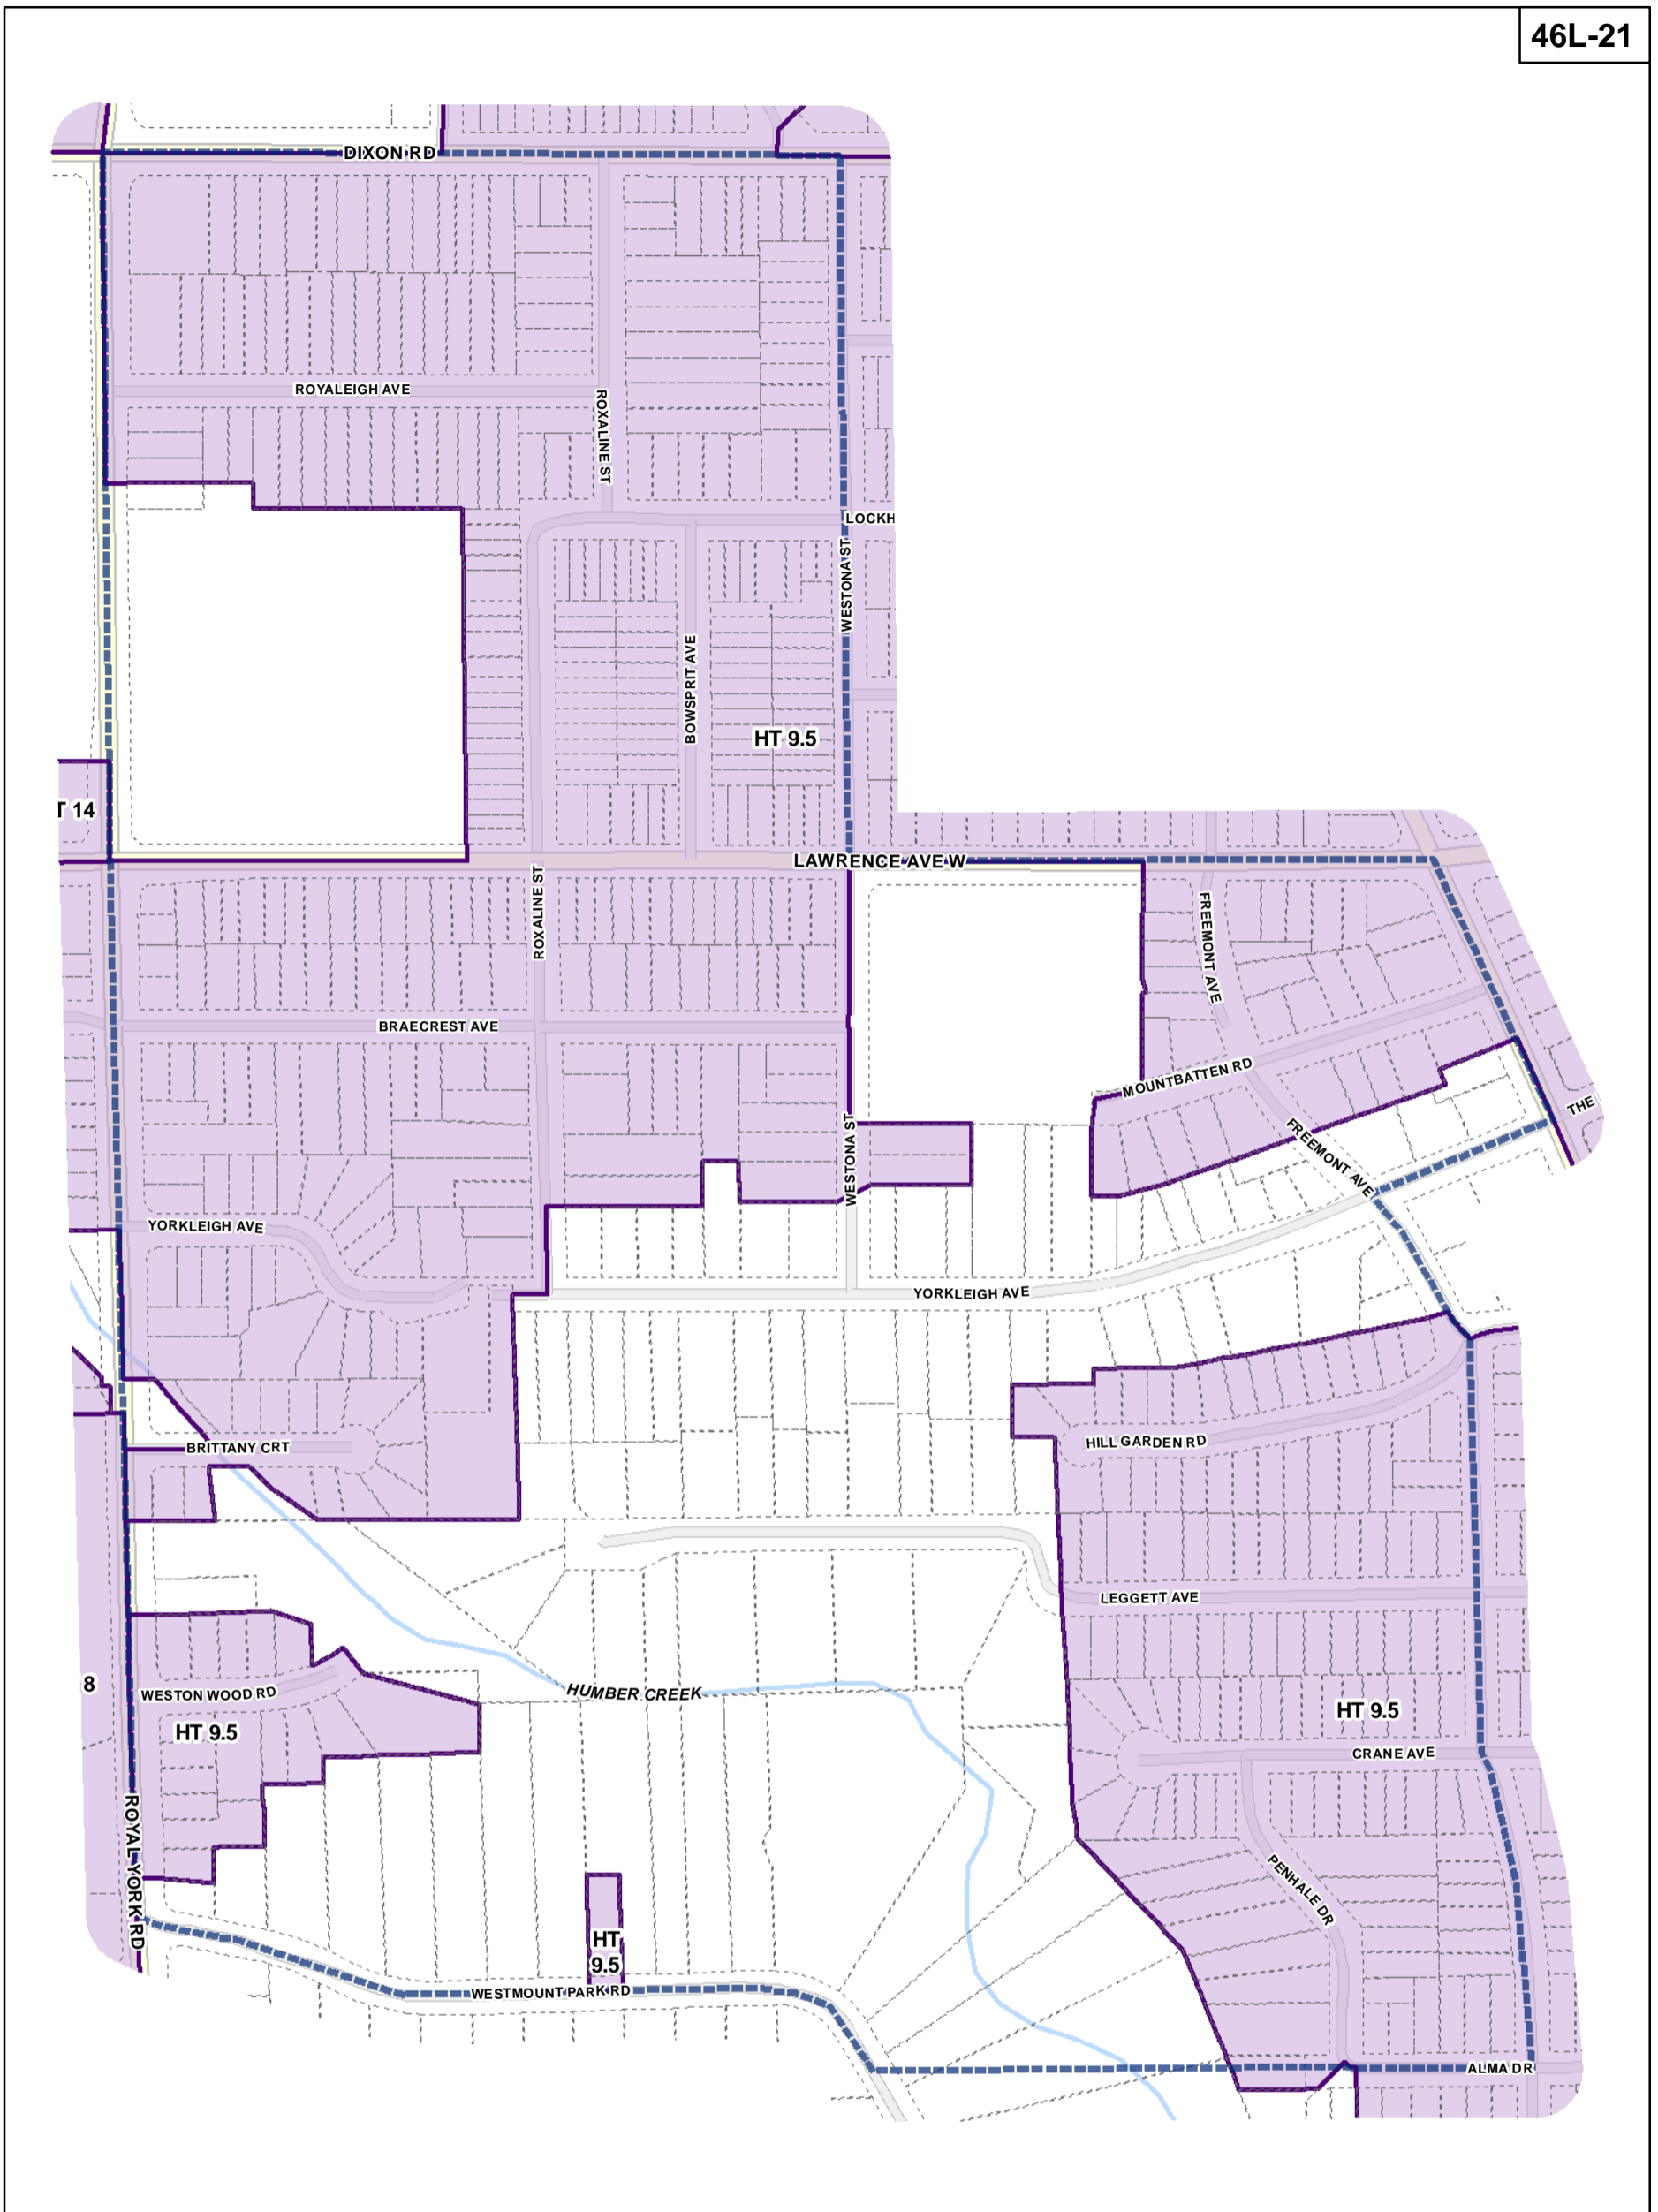 46L-21
DIXON RD
ROYALEIGH AVE
ROXALINE ST
LOCKH
WESTONA ST
BOWSPRIT AVE
HT 9.5
T 14
LAWRENCE AVE W
ROXALINE ST
FREEMONT AVE
BRAECREST AVE
MOUNTBATTEN RD
THE
WESTONA ST
FREEMONT AVE
YORKLEIGH AVE
YORKLEIGH AVE
HILL GARDEN RD
BRITTANY CRT
LEGGETT AVE
8
WESTON WOOD RD
HUMBER CREEK
HT 9.5
HT 9.5
CRANE AVE
ROYAL YORK RD
PENHALE DR
HT
9.5
WESTMOUNT PARK RD
ALMA DR